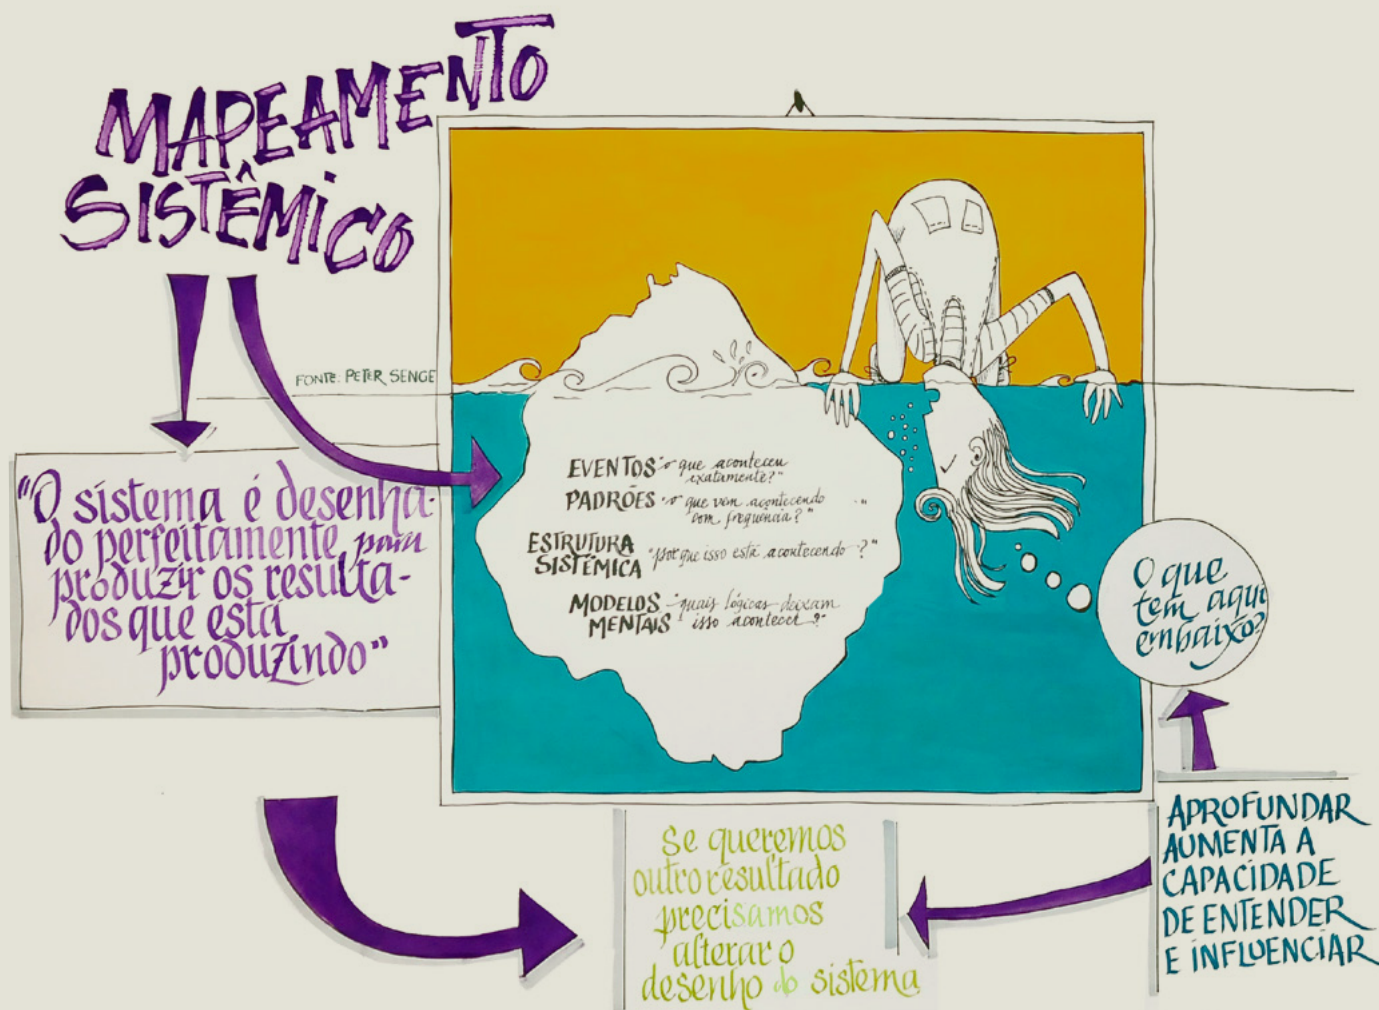 MAPEAMENTO
SISTÊMICO
FONTE: PETER SENGE
"O sistema é desenha-
do perfeitamente para
produzir os resulta-
dos que está
produzindo"
EVENTOS "o que aconteceu
exatamente?"
PADRÕES "o que vem acontecendo
com frequência?"
ESTRUTURA
SISTÊMICA "por que isso está acontecendo?"
MODELOS "quais lógicas deixam
MENTAIS isso acontecer?"
O que
tem aqui
embaixo?
APROFUNDAR
AUMENTA A
CAPACIDADE
DE ENTENDER
E INFLUENCIAR
Se queremos
outro resultado
precisamos
alterar o
desenho do sistema